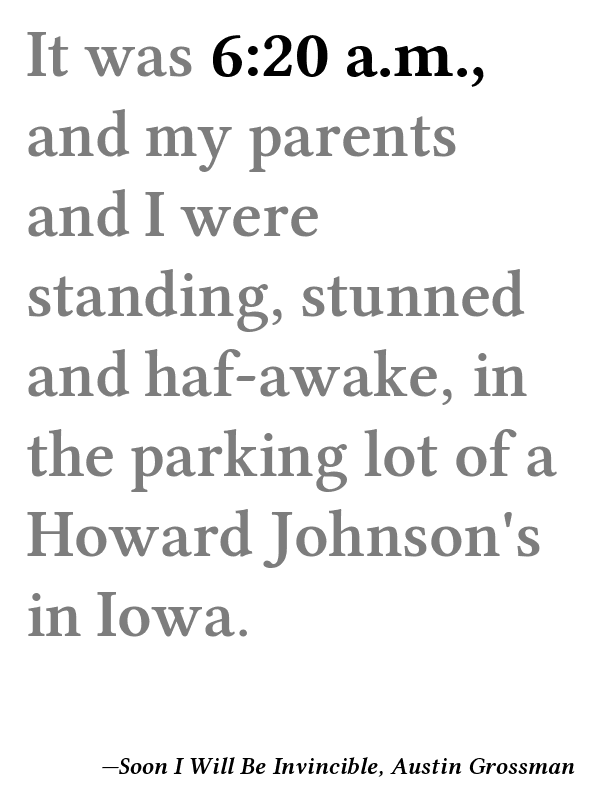 It was 6:20 a.m.,
and my parents
and I were
standing, stunned
and haf-awake, in
the parking lot of a
Howard Johnson's
in Iowa.
—Soon I Will Be Invincible, Austin Grossman